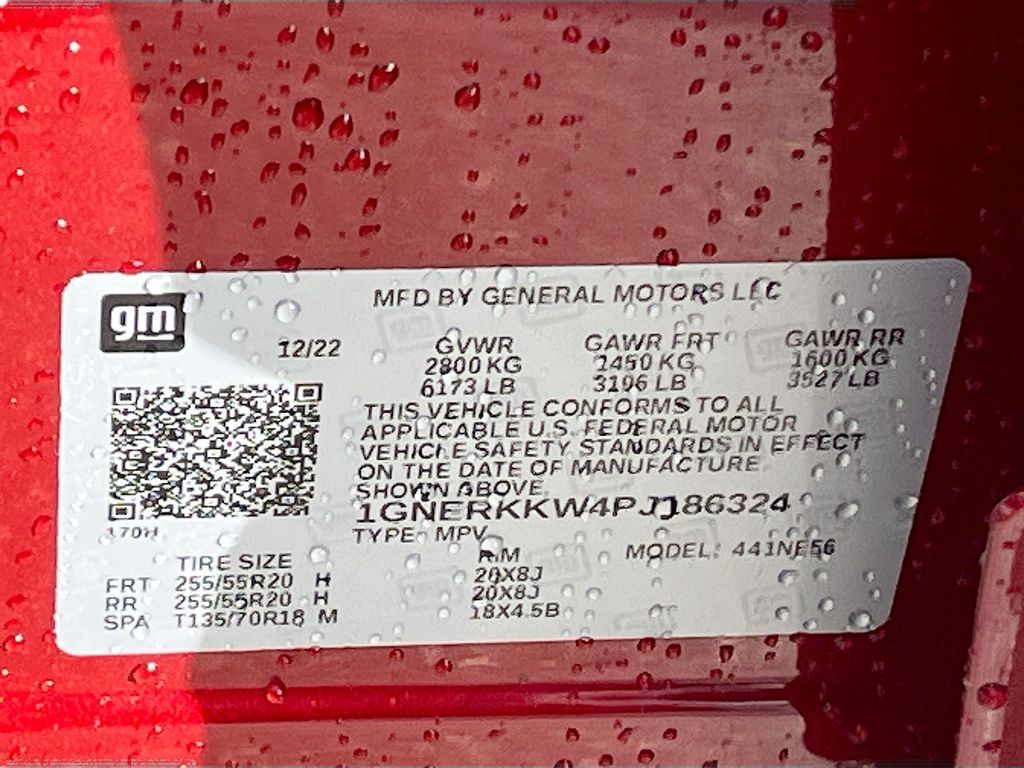 gm
MFD BY GENERAL MOTORS LLC
12/22 GVWR GAWR FRT GAWR RR
2800 KG 1450 KG 1600 KG
6173 LB 3196 LB 3527 LB
THIS VEHICLE CONFORMS TO ALL
APPLICABLE U.S. FEDERAL MOTOR
VEHICLE SAFETY STANDARDS IN EFFECT
ON THE DATE OF MANUFACTURE
SHOWN ABOVE.
1GNERKKW4PJ186324
170H
TYPE: MPV
MODEL: 441NE56
TIRE SIZE RIM
FRT 255/55R20 H 20X8J
RR 255/55R20 H 20X8J
SPA T135/70R18 M 18X4.5B